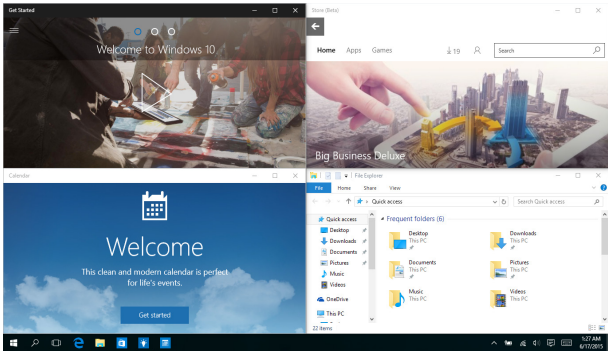 Get Started
Welcome to Windows 10
Store (Beta)
Home Apps Games 19 Search
Big Business Deluxe
Calendar
Welcome
This clean and modern calendar is perfect
for life's events.
Get started
File Explorer
File Home Share View
Quick access Search Quick access
Quick access
Desktop
Downloads
Documents
Pictures
Music
Videos
OneDrive
This PC
Frequent folders (6)
Desktop
This PC
Downloads
This PC
Documents
This PC
Pictures
This PC
Music
This PC
Videos
This PC
22 items
1:27 AM
6/17/2015